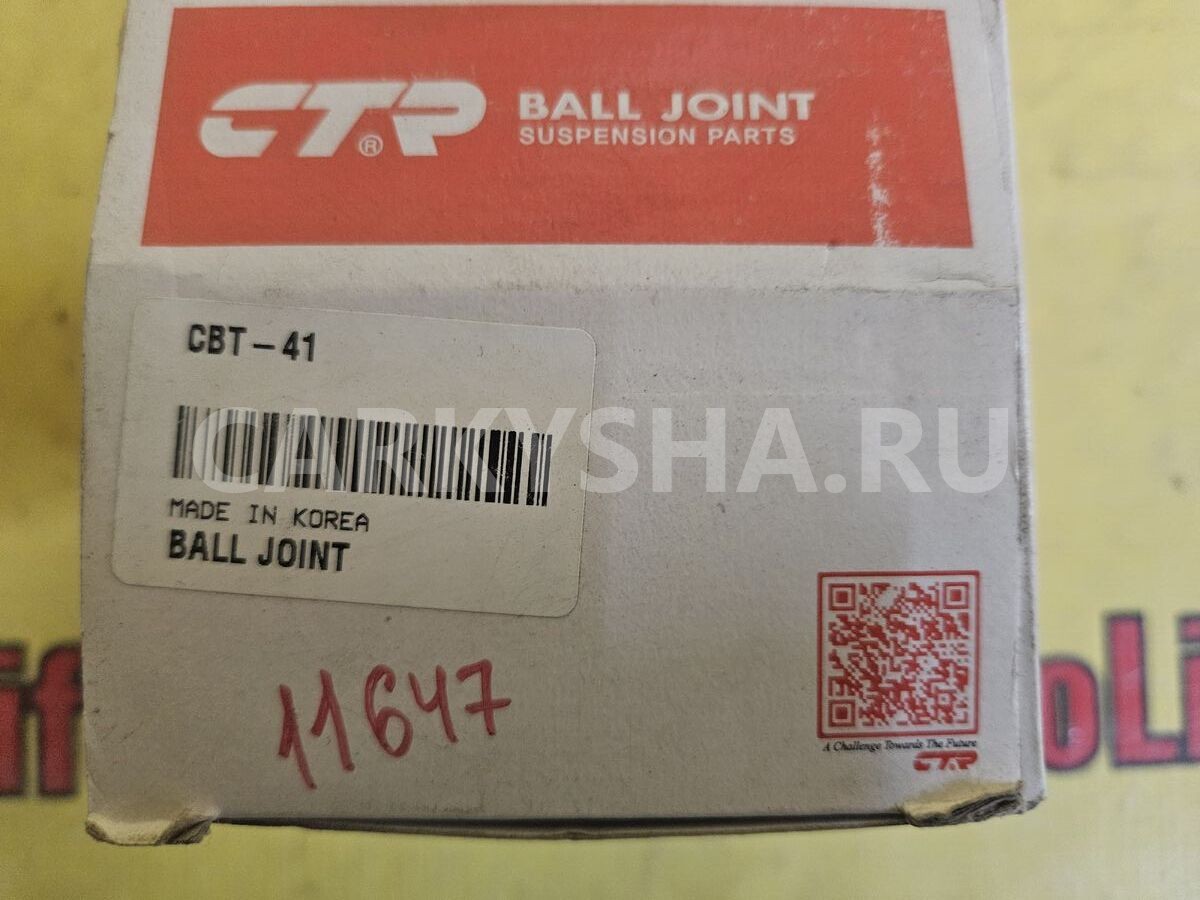 CTR® BALL JOINT
SUSPENSION PARTS
CBT-41
CARKYSHA.RU
MADE IN KOREA
BALL JOINT
11647
A Challenge Towards The Future
CTR